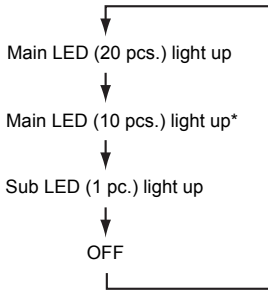 Main LED (20 pcs.) light up
Main LED (10 pcs.) light up*
Sub LED (1 pc.) light up
OFF